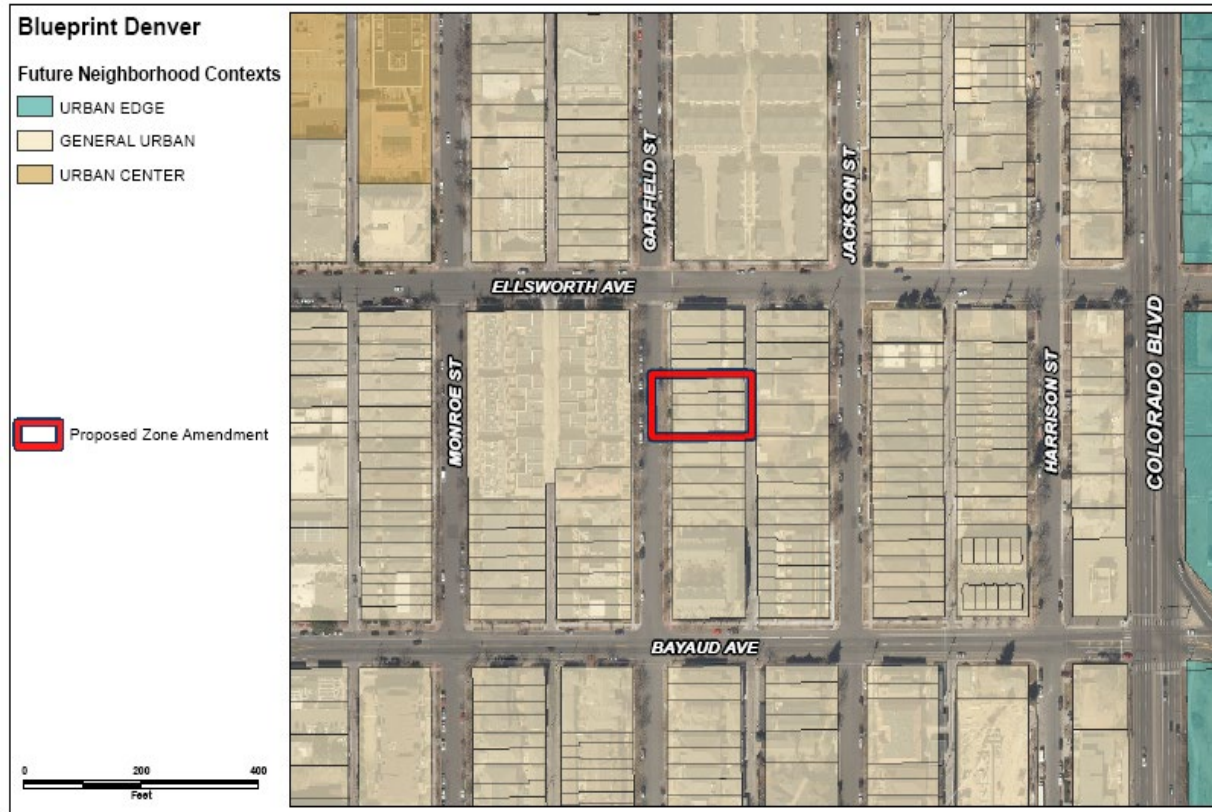 Blueprint Denver
Future Neighborhood Contexts
URBAN EDGE
GENERAL URBAN
URBAN CENTER
Proposed Zone Amendment
0 200 400
Feet
GARFIELD ST
JACKSON ST
ELLSWORTH AVE
MONROE ST
HARRISON ST
COLORADO BLVD
BAYAUD AVE